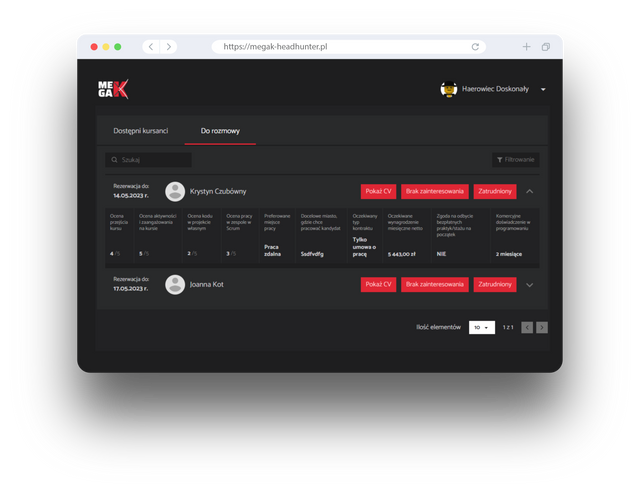 https://megak-headhunter.pl
ME
GA K
Haerowiec Doskonały
Dostępni kursanci
Do rozmowy
Szukaj
Filtrowanie
Rezerwacja do:
14.05.2023 r.
Krystyn Czubówny
Pokaż CV
Brak zainteresowania
Zatrudniony
Ocena
przejścia
kursu
4 /5
Ocena aktywności
i zaangażowania
na kursie
5 /5
Ocena kodu
w projekcie
własnym
2 /5
Ocena pracy
w zespole w
Scrum
3 /5
Preferowane
miejsce
pracy
Praca
zdalna
Docelowe miasto,
gdzie chce
pracować kandydat
Ssdfvdfg
Oczekiwany
typ
kontraktu
Tylko
umowa o
pracę
Oczekiwane
wynagrodzenie
miesięczne netto
5 443,00 zł
Zgoda na odbycie
bezpłatnych
praktyk/stażu na
początek
NIE
Komercyjne
doświadczenie w
programowaniu
2 miesiące
Rezerwacja do:
17.05.2023 r.
Joanna Kot
Pokaż CV
Brak zainteresowania
Zatrudniony
Ilość elementów
10
1 z 1